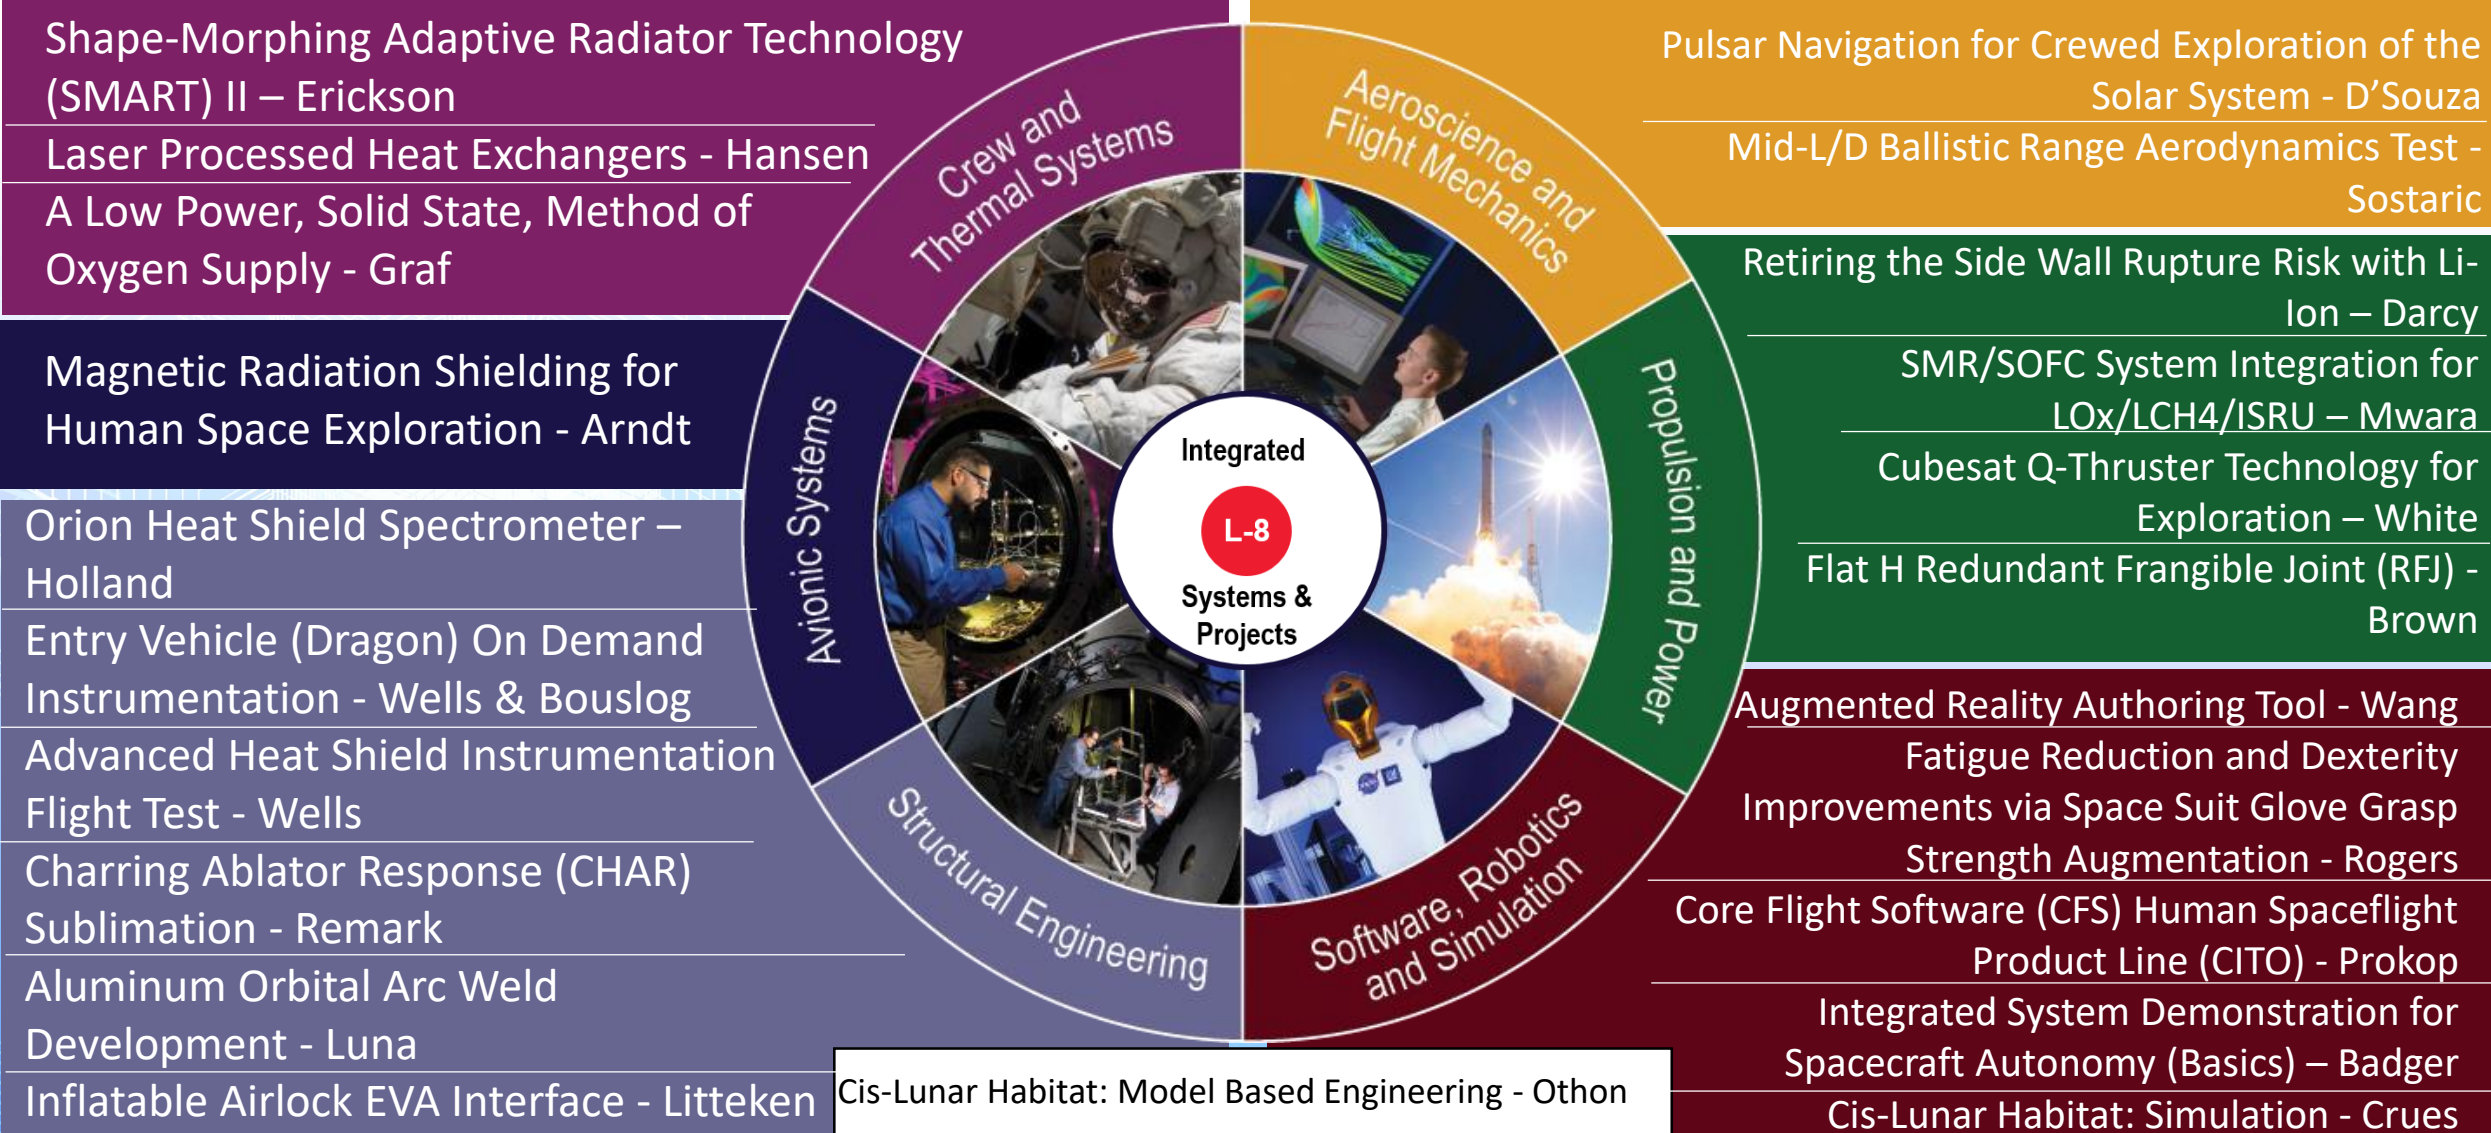 Shape-Morphing Adaptive Radiator Technology
(SMART) II – Erickson
Laser Processed Heat Exchangers - Hansen
A Low Power, Solid State, Method of
Oxygen Supply - Graf
Magnetic Radiation Shielding for
Human Space Exploration - Arndt
Orion Heat Shield Spectrometer –
Holland
Entry Vehicle (Dragon) On Demand
Instrumentation - Wells & Bouslog
Advanced Heat Shield Instrumentation
Flight Test - Wells
Charring Ablator Response (CHAR)
Sublimation - Remark
Aluminum Orbital Arc Weld
Development - Luna
Inflatable Airlock EVA Interface - Litteken
Crew and
Thermal Systems
Aeroscience and
Flight Mechanics
Avionic Systems
Propulsion and Power
Structural Engineering
Software, Robotics
and Simulation
Integrated
L-8
Systems &
Projects
NASA
GM
Cis-Lunar Habitat: Model Based Engineering - Othon
Pulsar Navigation for Crewed Exploration of the
Solar System - D’Souza
Mid-L/D Ballistic Range Aerodynamics Test -
Sostaric
Retiring the Side Wall Rupture Risk with Li-
Ion – Darcy
SMR/SOFC System Integration for
LOx/LCH4/ISRU – Mwara
Cubesat Q-Thruster Technology for
Exploration – White
Flat H Redundant Frangible Joint (RFJ) -
Brown
Augmented Reality Authoring Tool - Wang
Fatigue Reduction and Dexterity
Improvements via Space Suit Glove Grasp
Strength Augmentation - Rogers
Core Flight Software (CFS) Human Spaceflight
Product Line (CITO) - Prokop
Integrated System Demonstration for
Spacecraft Autonomy (Basics) – Badger
Cis-Lunar Habitat: Simulation - Crues